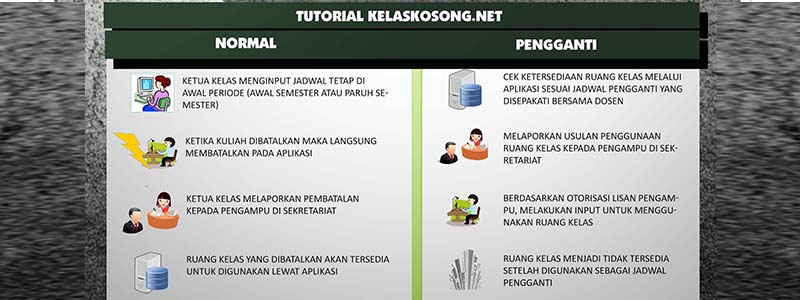 TUTORIAL KELASKOSONG.NET
NORMAL
KETUA KELAS MENGINPUT JADWAL TETAP DI
AWAL PERIODE (AWAL SEMESTER ATAU PARUH SE-
MESTER)
KETIKA KULIAH DIBATALKAN MAKA LANGSUNG
MEMBATALKAN PADA APLIKASI
KETUA KELAS MELAPORKAN PEMBATALAN
KEPADA PENGAMPU DI SEKRETARIAT
RUANG KELAS YANG DIBATALKAN AKAN TERSEDIA
UNTUK DIGUNAKAN LEWAT APLIKASI
PENGGANTI
CEK KETERSEDIAAN RUANG KELAS MELALUI
APLIKASI SESUAI JADWAL PENGGANTI YANG
DISEPAKATI BERSAMA DOSEN
MELAPORKAN USULAN PENGGUNAAN
RUANG KELAS KEPADA PENGAMPU DI SEK-
RETARIAT
BERDASARKAN OTORISASI LISAN PENGAM-
PU, MELAKUKAN INPUT UNTUK MENGGU-
NAKAN RUANG KELAS
RUANG KELAS MENJADI TIDAK TERSEDIA
SETELAH DIGUNAKAN SEBAGAI JADWAL
PENGGANTI